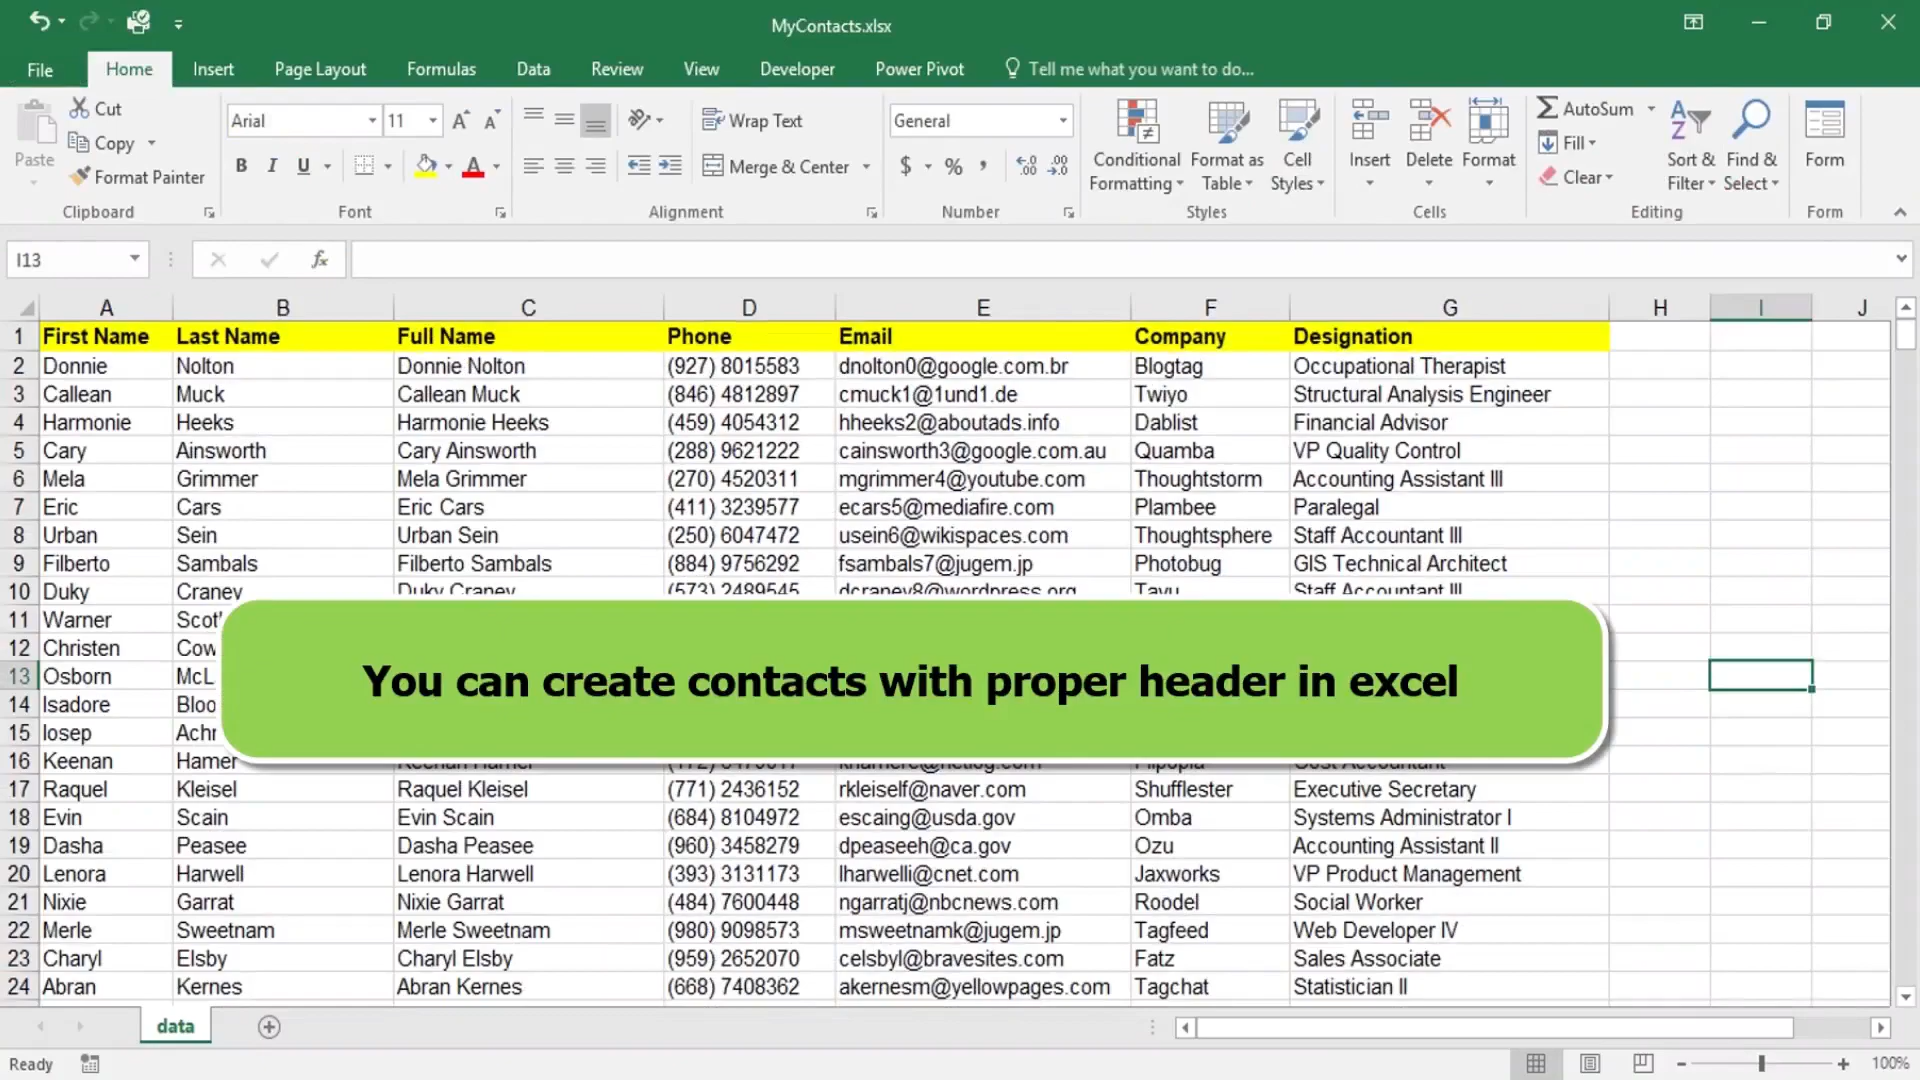 MyContacts.xlsx
File Home Insert Page Layout Formulas Data Review View Developer Power Pivot Tell me what you want to do...
Cut
Copy
Format Painter
Paste
Clipboard
Arial 11
B I U
Font
Wrap Text
Merge & Center
Alignment
General
$ % ,
Number
Conditional Formatting
Format as Table
Cell Styles
Styles
Insert Delete Format
Cells
AutoSum
Fill
Clear
Sort & Filter
Find & Select
Editing
Form
Form
I13 fx
A B C D E F G H I J
1 First Name Last Name Full Name Phone Email Company Designation
2 Donnie Nolton Donnie Nolton (927) 8015583 dnolton0@google.com.br Blogtag Occupational Therapist
3 Callean Muck Callean Muck (846) 4812897 cmuck1@1und1.de Twiyo Structural Analysis Engineer
4 Harmonie Heeks Harmonie Heeks (459) 4054312 hheeks2@aboutads.info Dablist Financial Advisor
5 Cary Ainsworth Cary Ainsworth (288) 9621222 cainsworth3@google.com.au Quamba VP Quality Control
6 Mela Grimmer Mela Grimmer (270) 4520311 mgrimmer4@youtube.com Thoughtstorm Accounting Assistant III
7 Eric Cars Eric Cars (411) 3239577 ecars5@mediafire.com Plambee Paralegal
8 Urban Sein Urban Sein (250) 6047472 usein6@wikispaces.com Thoughtsphere Staff Accountant III
9 Filberto Sambals Filberto Sambals (884) 9756292 fsambals7@jugem.jp Photobug GIS Technical Architect
10 Duky Craney Duky Craney (573) 2489545 dcraney8@wordpress.org Tavu Staff Accountant III
11 Warner
12 Christen
13 Osborn
14 Isadore
15 Iosep
16 Keenan Hamer
You can create contacts with proper header in excel
17 Raquel Kleisel Raquel Kleisel (771) 2436152 rkleiself@naver.com Shufflester Executive Secretary
18 Evin Scain Evin Scain (684) 8104972 escaing@usda.gov Omba Systems Administrator I
19 Dasha Peasee Dasha Peasee (960) 3458279 dpeaseeh@ca.gov Ozu Accounting Assistant II
20 Lenora Harwell Lenora Harwell (393) 3131173 lharwelli@cnet.com Jaxworks VP Product Management
21 Nixie Garrat Nixie Garrat (484) 7600448 ngarratj@nbcnews.com Roodel Social Worker
22 Merle Sweetnam Merle Sweetnam (980) 9098573 msweetnamk@jugem.jp Tagfeed Web Developer IV
23 Charyl Elsby Charyl Elsby (959) 2652070 celsbyl@bravesites.com Fatz Sales Associate
24 Abran Kernes Abran Kernes (668) 7408362 akernesm@yellowpages.com Tagchat Statistician II
data
Ready 100%